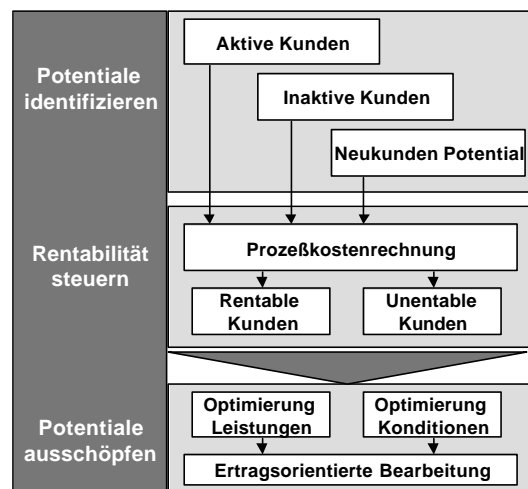 Potentiale
identifizieren
Aktive Kunden
Inaktive Kunden
Neukunden Potential
Rentabilität
steuern
Prozeßkostenrechnung
Rentable
Kunden
Unentable
Kunden
Potentiale
ausschöpfen
Optimierung
Leistungen
Optimierung
Konditionen
Ertragsorientierte Bearbeitung